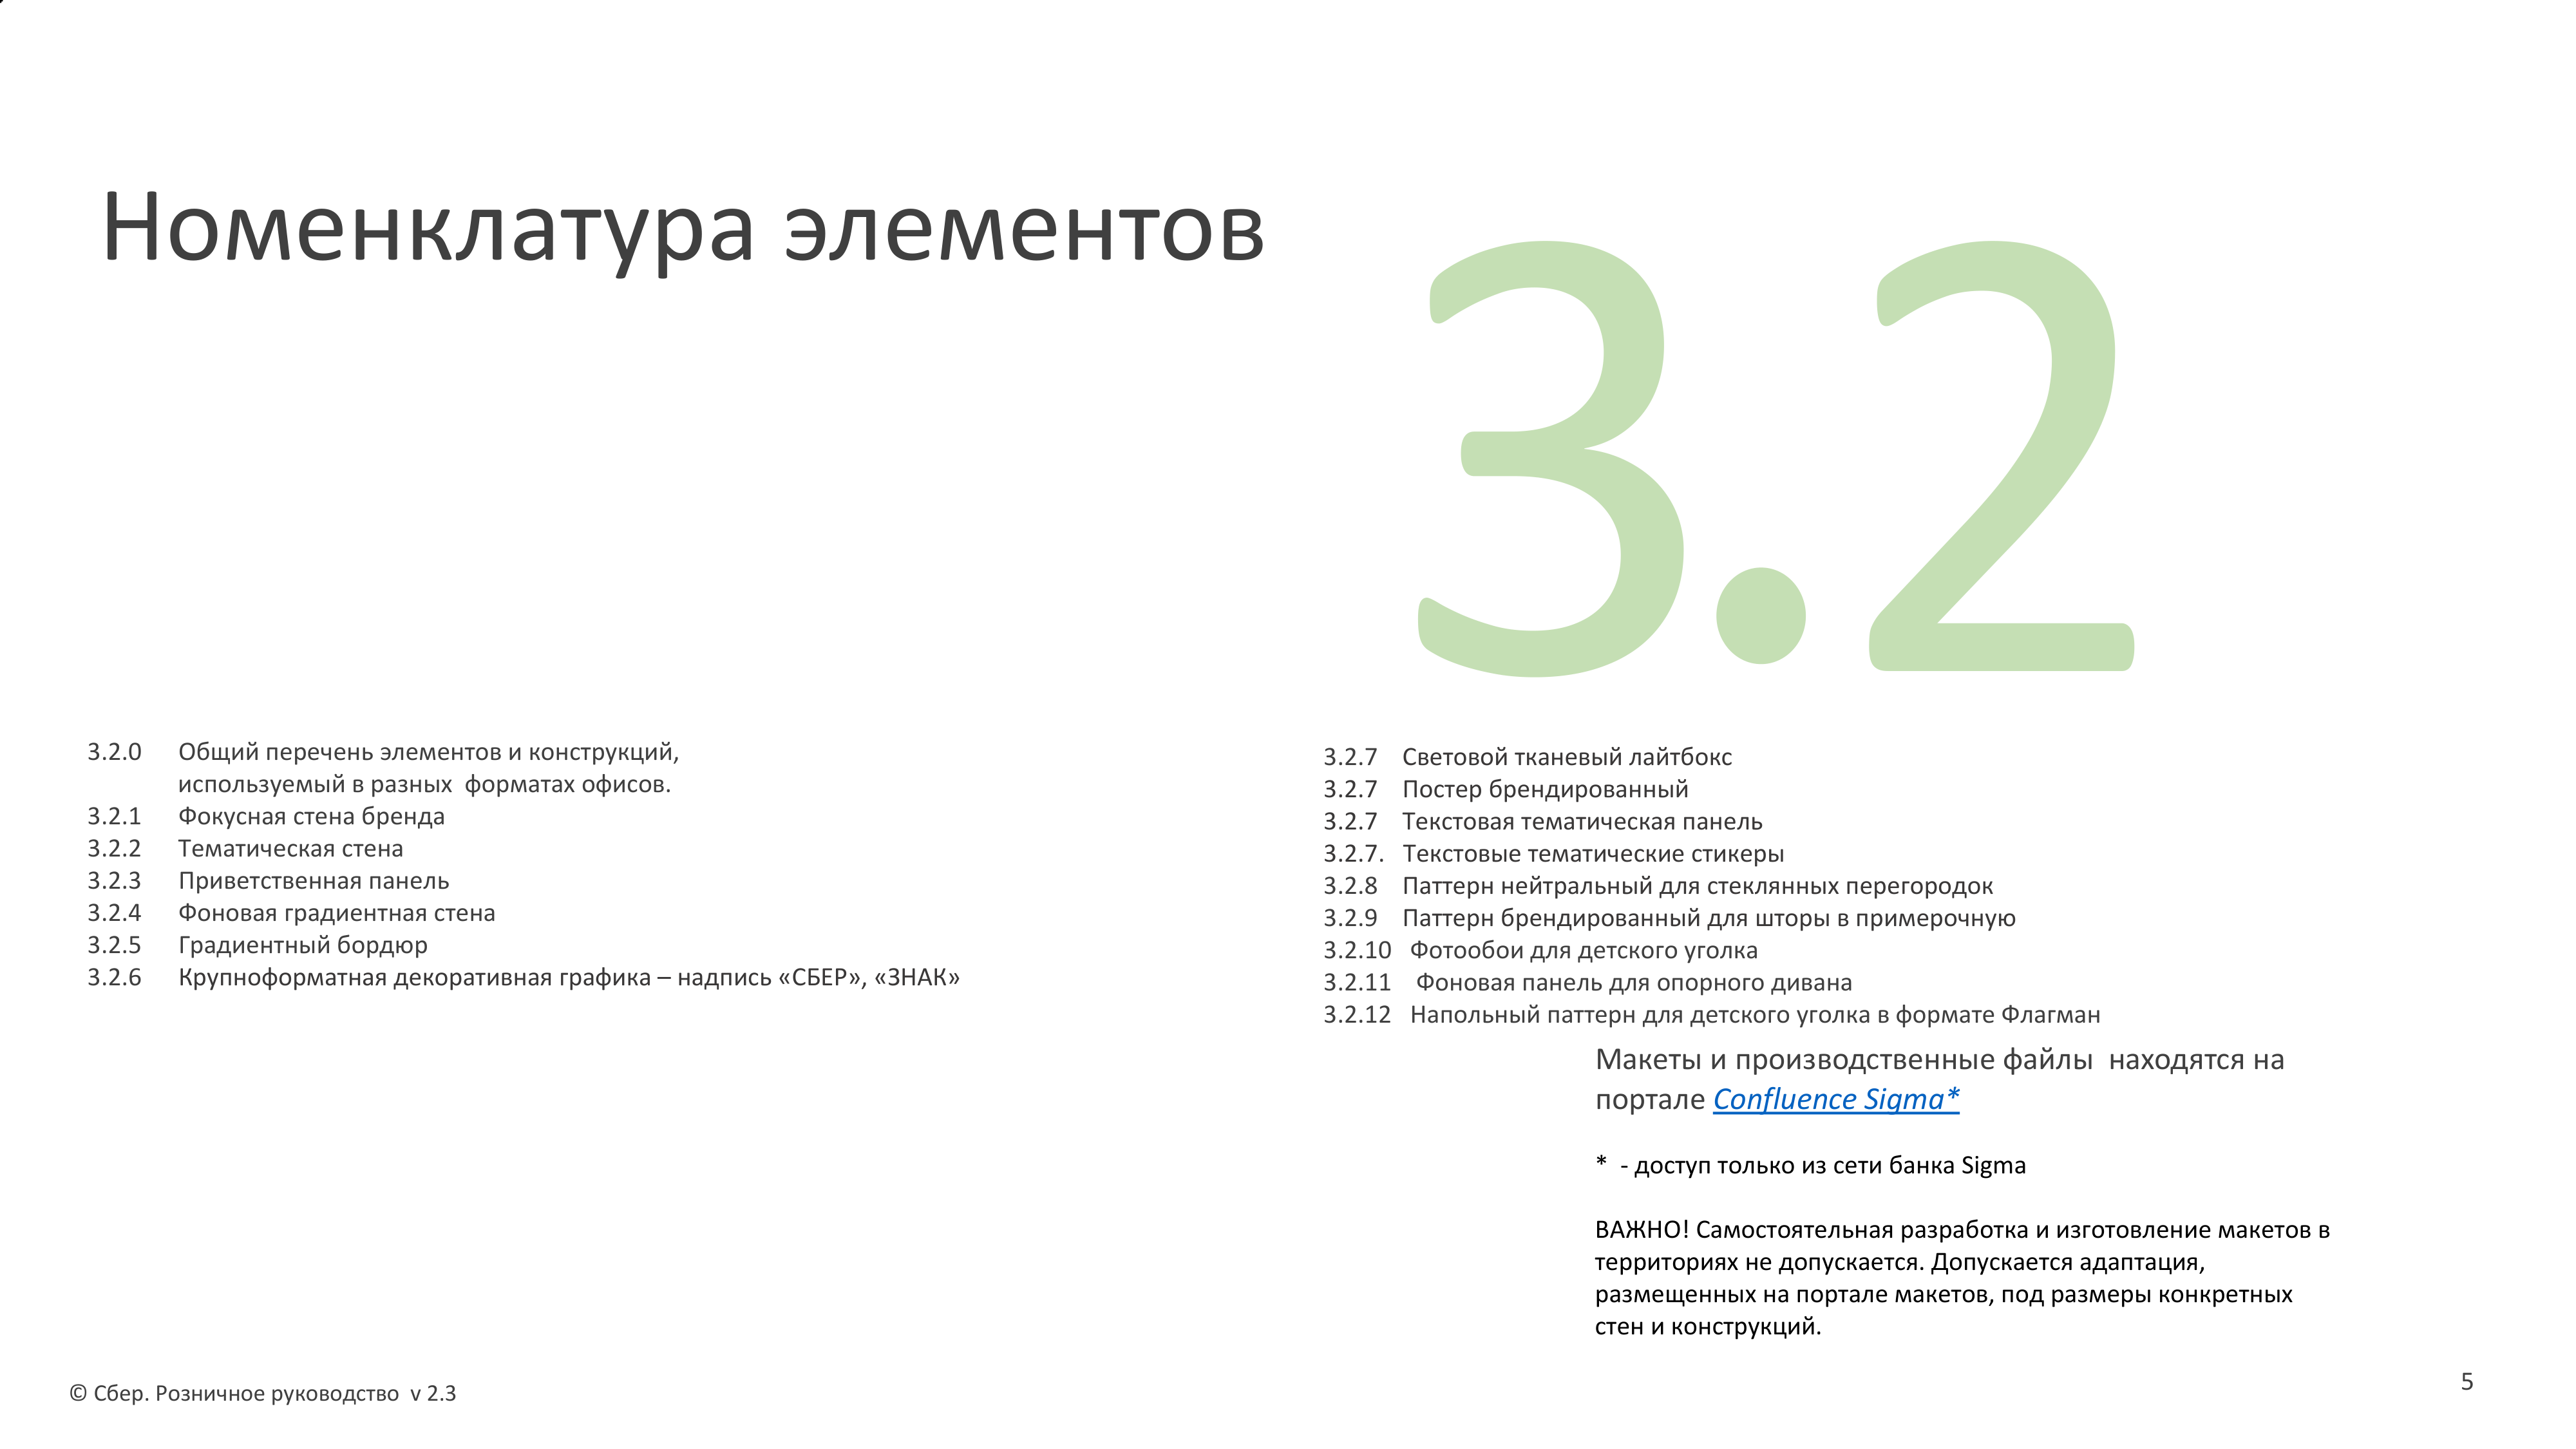 Номенклатура элементов
3.2
3.2.0 Общий перечень элементов и конструкций,
используемый в разных форматах офисов.
3.2.1 Фокусная стена бренда
3.2.2 Тематическая стена
3.2.3 Приветственная панель
3.2.4 Фоновая градиентная стена
3.2.5 Градиентный бордюр
3.2.6 Крупноформатная декоративная графика – надпись «СБЕР», «ЗНАК»
3.2.7 Световой тканевый лайтбокс
3.2.7 Постер брендированный
3.2.7 Текстовая тематическая панель
3.2.7. Текстовые тематические стикеры
3.2.8 Паттерн нейтральный для стеклянных перегородок
3.2.9 Паттерн брендированный для шторы в примерочную
3.2.10 Фотообои для детского уголка
3.2.11 Фоновая панель для опорного дивана
3.2.12 Напольный паттерн для детского уголка в формате Флагман
Макеты и производственные файлы находятся на
портале Confluence Sigma*
* - доступ только из сети банка Sigma
ВАЖНО! Самостоятельная разработка и изготовление макетов в
территориях не допускается. Допускается адаптация,
размещенных на портале макетов, под размеры конкретных
стен и конструкций.
© Сбер. Розничное руководство v 2.3
5